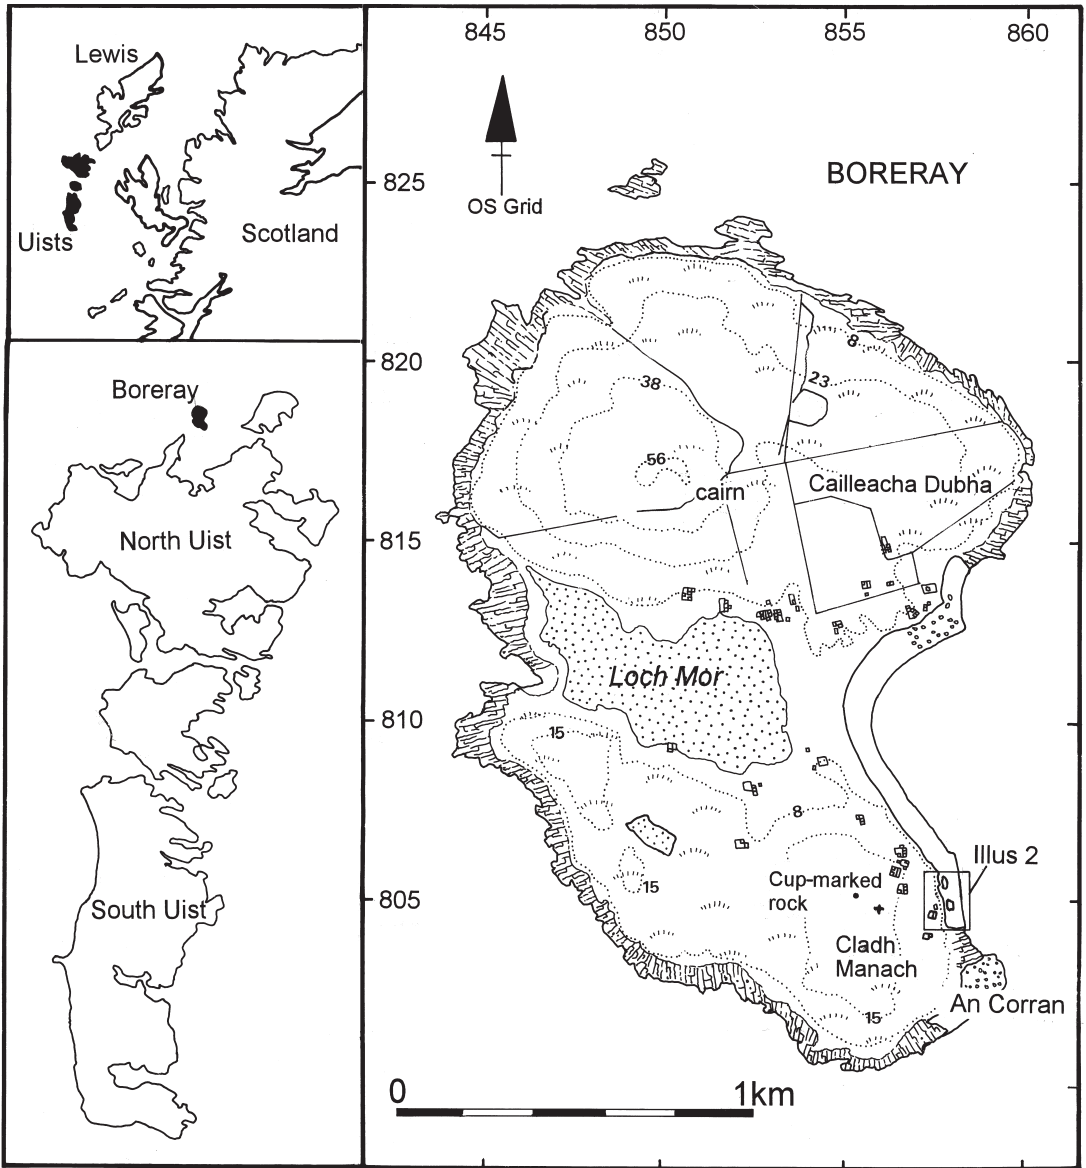 Lewis
Uists
Scotland
Boreray
North Uist
South Uist
845
850
855
860
825
820
815
810
805
OS Grid
BORERAY
8
38
23
56
cairn
Cailleacha Dubha
Loch Mor
15
8
15
Illus 2
Cup-marked
rock
Cladh
Manach
An Corran
15
0
1km